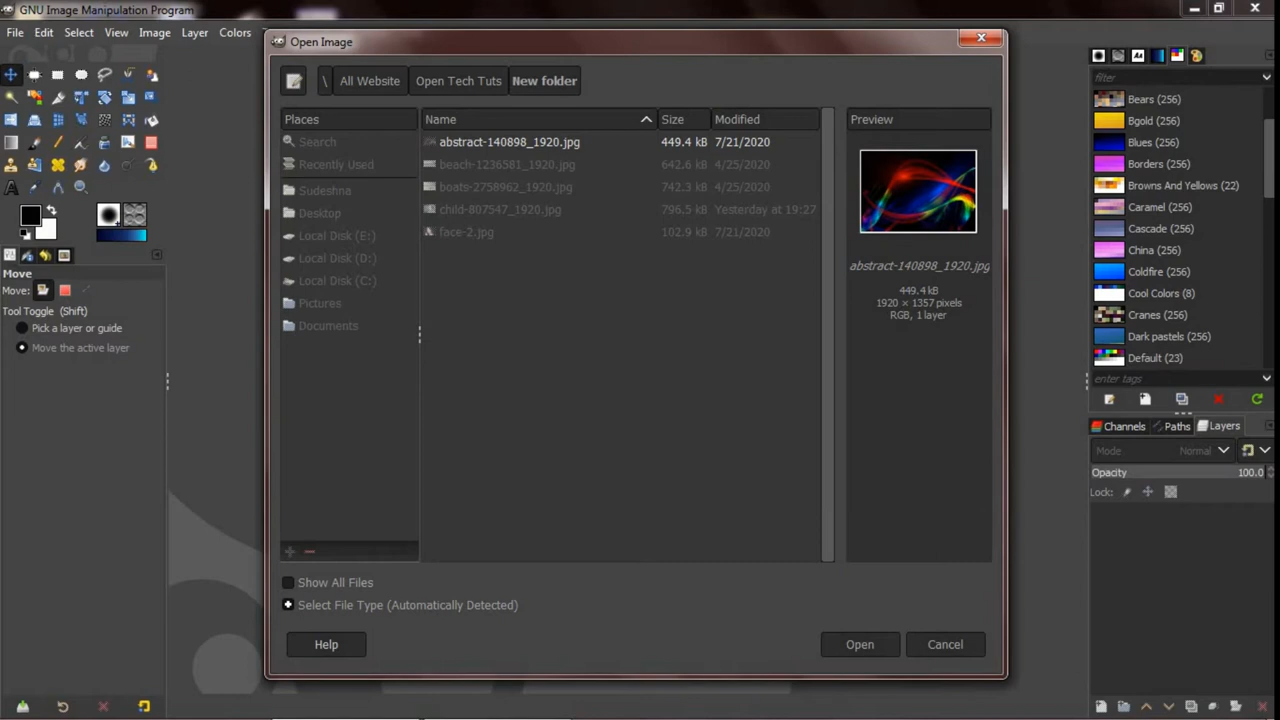 GNU Image Manipulation Program
File Edit Select View Image Layer Colors
Open Image
\ All Website Open Tech Tuts New folder
Places
Search
Recently Used
Sudeshna
Desktop
Local Disk (E:)
Local Disk (D:)
Local Disk (C:)
Pictures
Documents
Name Size Modified
abstract-140898_1920.jpg 449.4 kB 7/21/2020
beach-1236581_1920.jpg 642.6 kB 4/25/2020
boats-2758962_1920.jpg 742.3 kB 4/25/2020
child-807547_1920.jpg 796.5 kB Yesterday at 19:27
face-2.jpg 102.9 kB 7/21/2020
Preview
abstract-140898_1920.jpg
449.4 kB
1920 × 1357 pixels
RGB, 1 layer
Show All Files
Select File Type (Automatically Detected)
Help Open Cancel
Move
Move:
Tool Toggle (Shift)
Pick a layer or guide
Move the active layer
filter
Bears (256)
Bgold (256)
Blues (256)
Borders (256)
Browns And Yellows (22)
Caramel (256)
Cascade (256)
China (256)
Coldfire (256)
Cool Colors (8)
Cranes (256)
Dark pastels (256)
Default (23)
enter tags
Channels Paths Layers
Mode Normal
Opacity 100.0
Lock: